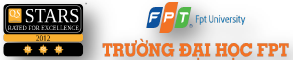 QS
STARS
RATED FOR EXCELLENCE
2012
FPT Fpt University
TRƯỜNG ĐẠI HỌC FPT